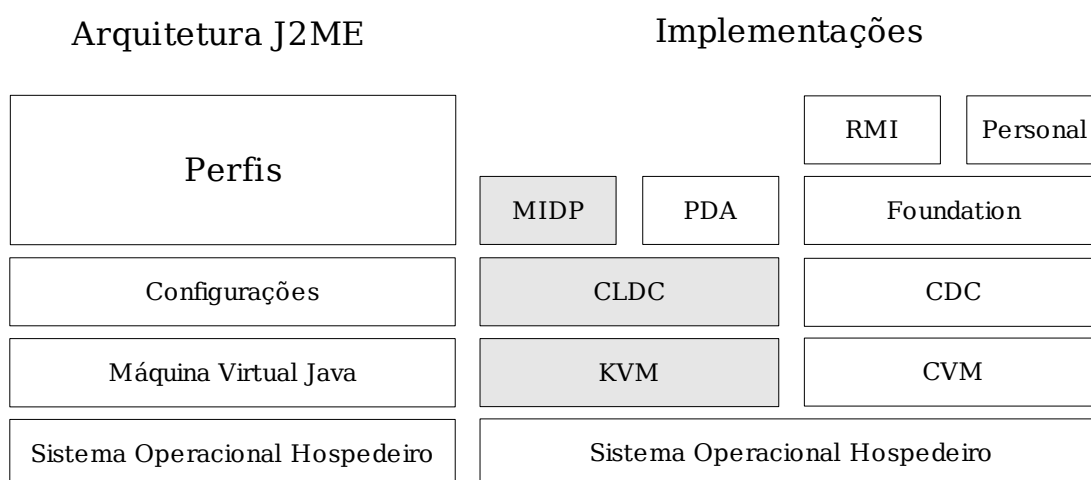 Arquitetura J2ME
Implementações
RMI
Personal
Perfis
MIDP
PDA
Foundation
Configurações
CLDC
CDC
Máquina Virtual Java
KVM
CVM
Sistema Operacional Hospedeiro
Sistema Operacional Hospedeiro